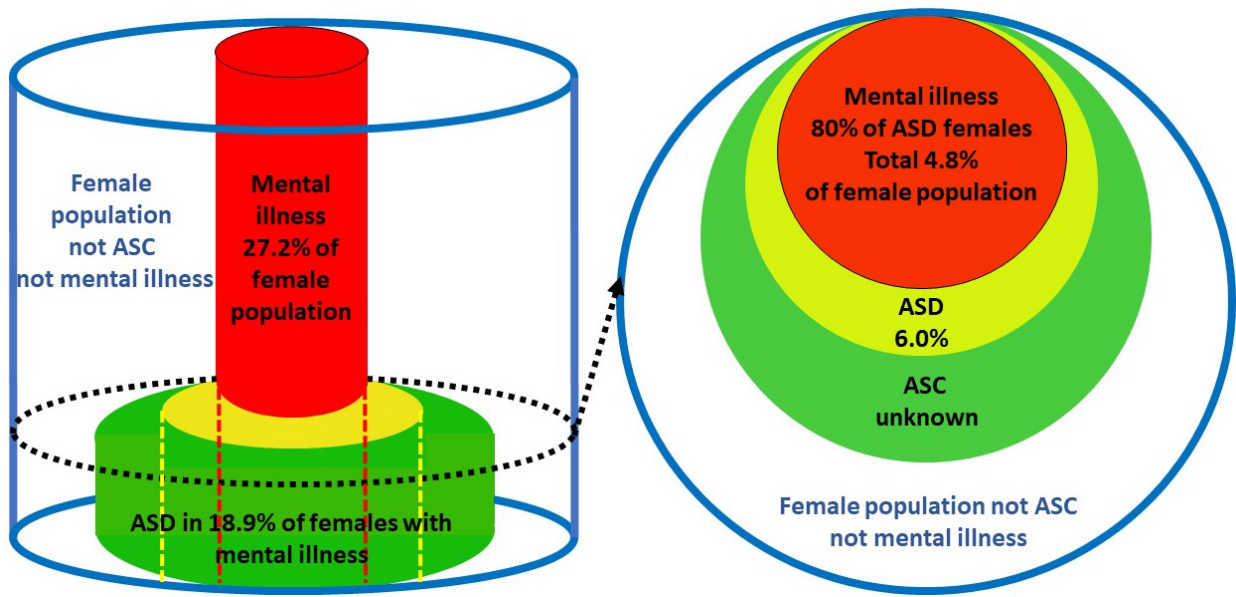 Female
population
not ASC
not mental illness
Mental
illness
27.2% of
female
population
ASD in 18.9% of females with
mental illness
Mental illness
80% of ASD females
Total 4.8%
of female population
ASD
6.0%
ASC
unknown
Female population not ASC
not mental illness